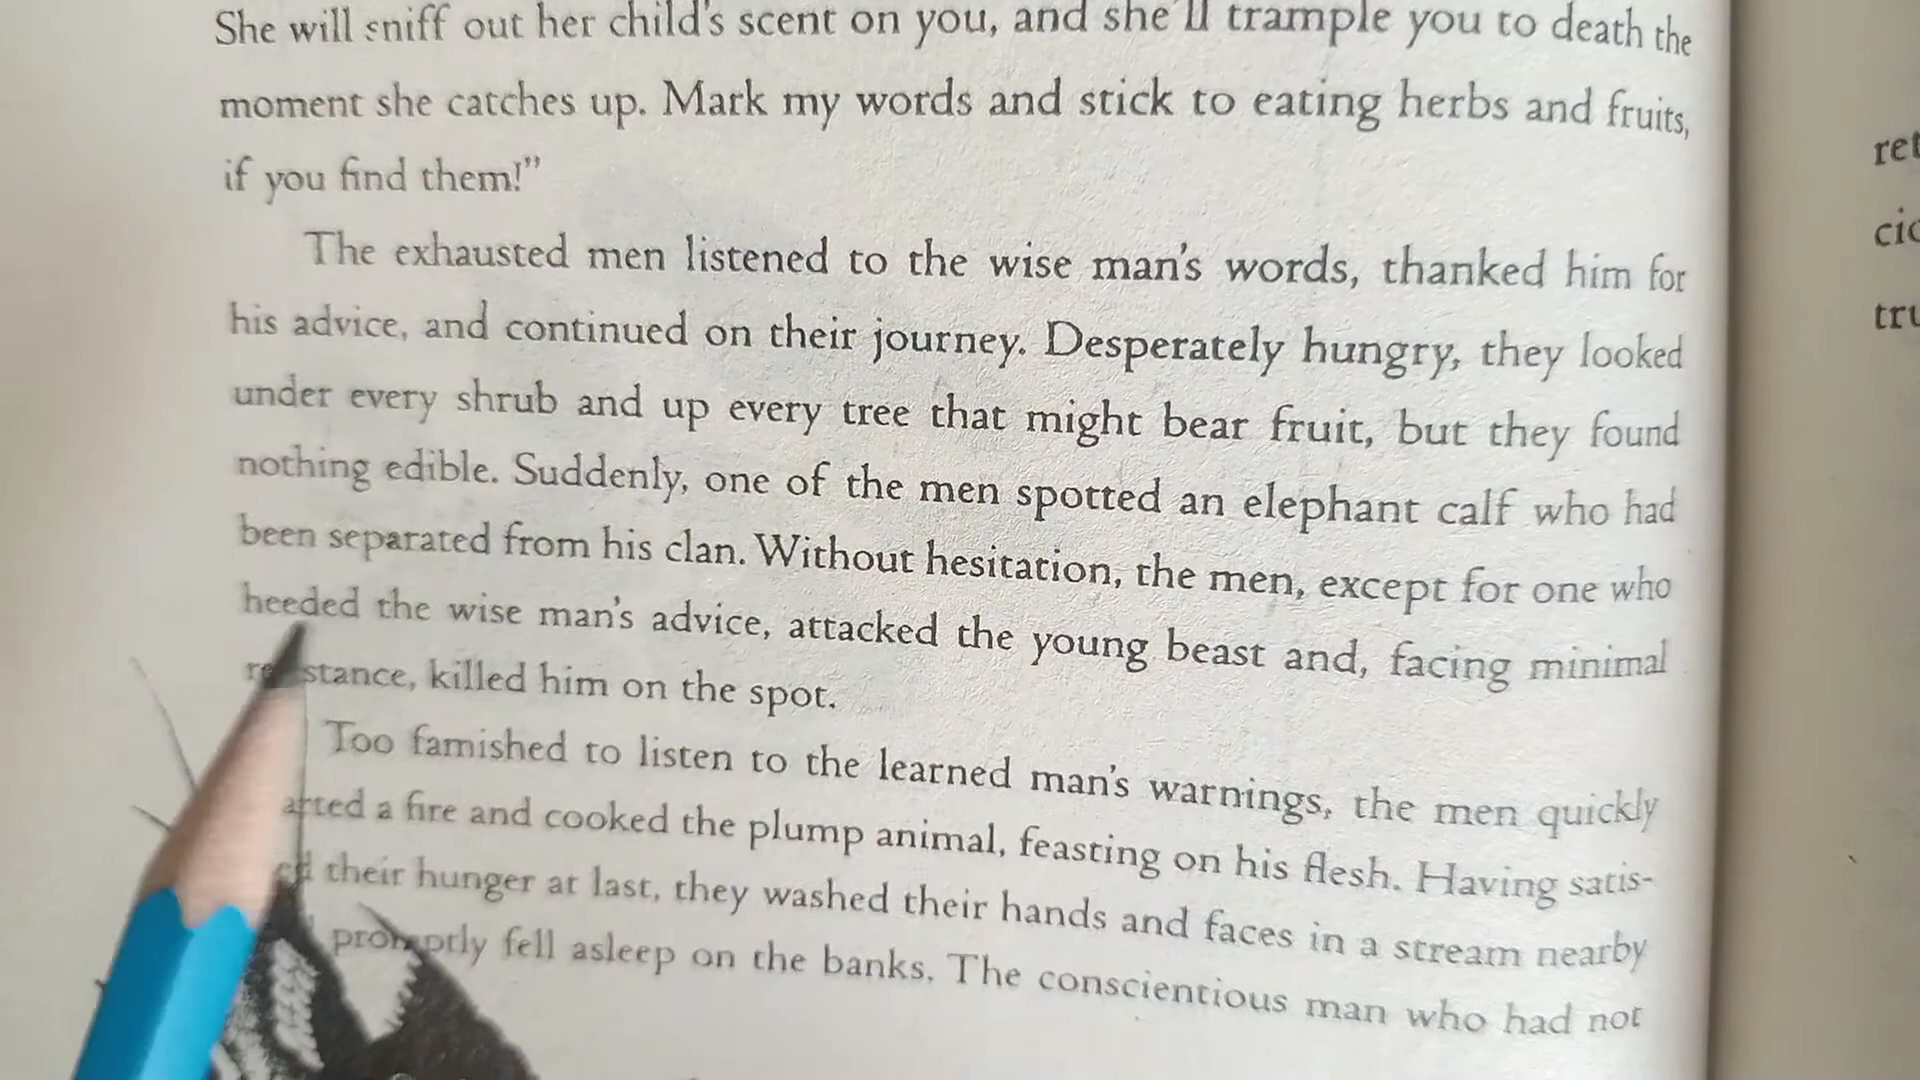 She will sniff out her child's scent on you, and she'll trample you to death the
moment she catches up. Mark my words and stick to eating herbs and fruits,
if you find them!”
The exhausted men listened to the wise man's words, thanked him for
his advice, and continued on their journey. Desperately hungry, they looked
under every shrub and up every tree that might bear fruit, but they found
nothing edible. Suddenly, one of the men spotted an elephant calf who had
been separated from his clan. Without hesitation, the men, except for one who
heeded the wise man's advice, attacked the young beast and, facing minimal
stance, killed him on the spot.
Too famished to listen to the learned man's warnings, the men quickly
arted a fire and cooked the plump animal, feasting on his flesh. Having satis-
ed their hunger at last, they washed their hands and faces in a stream nearby
promptly fell asleep on the banks. The conscientious man who had not
ret
cic
tru